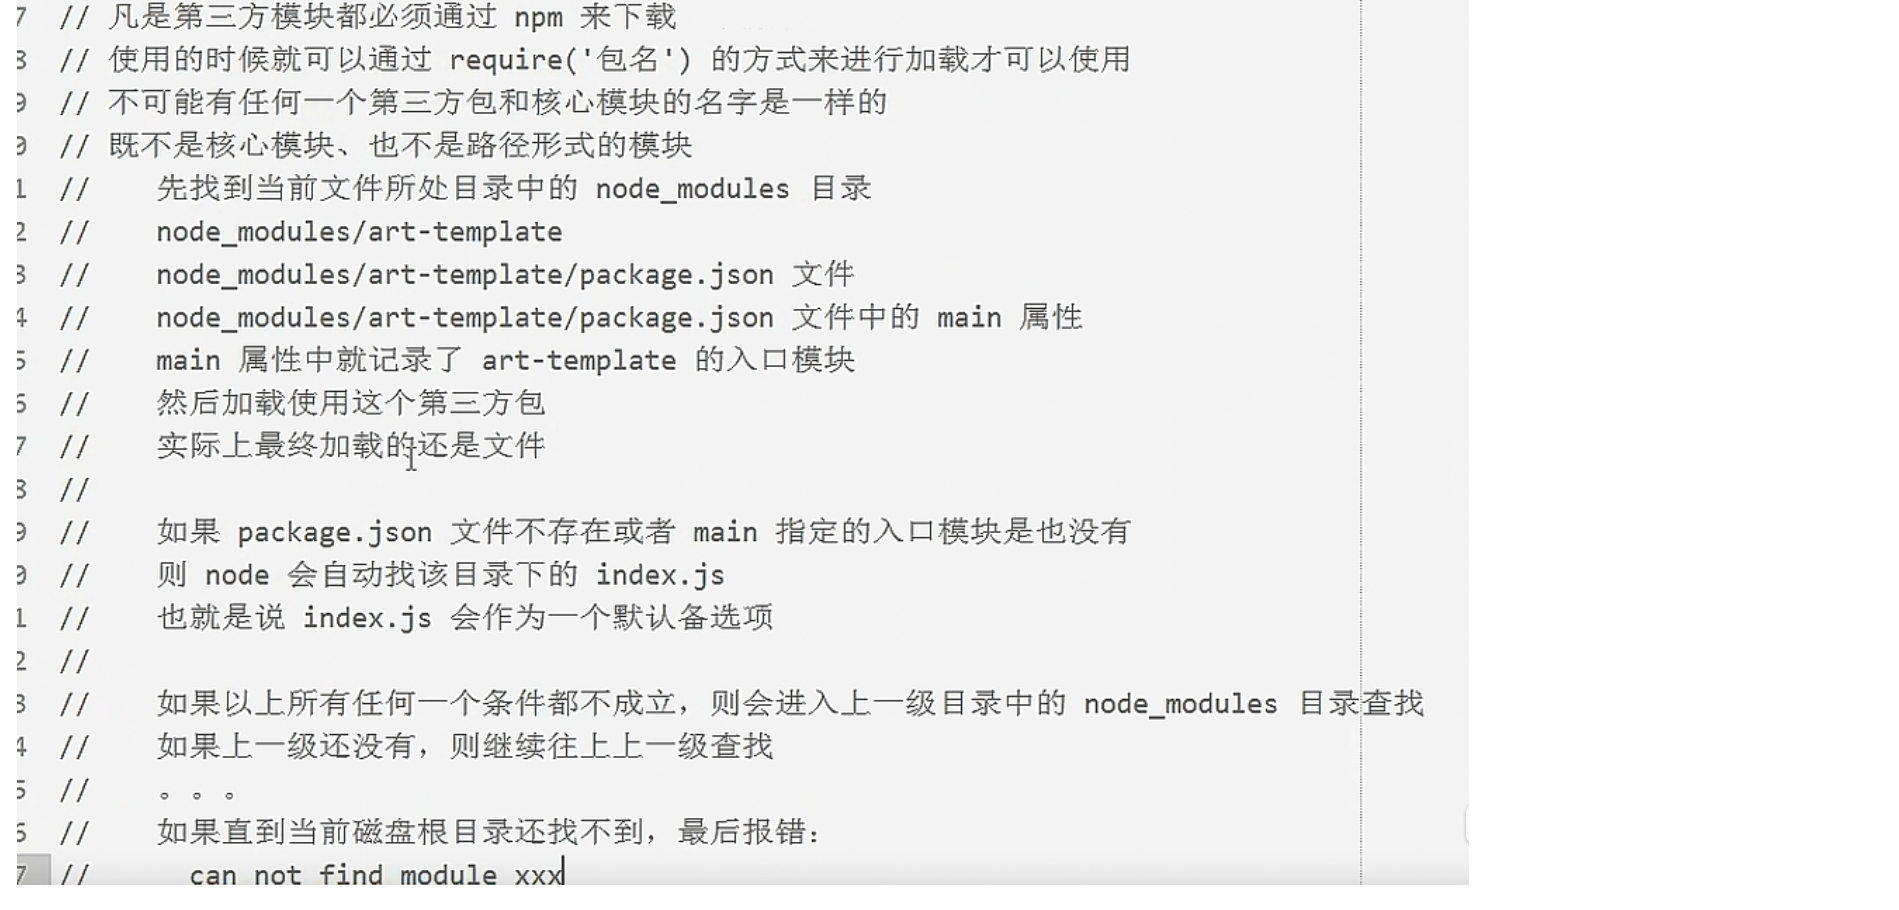 7 // 凡是第三方模块都必须通过 npm 来下载
8 // 使用的时候就可以通过 require('包名') 的方式来进行加载才可以使用
9 // 不可能有任何一个第三方包和核心模块的名字是一样的
0 // 既不是核心模块、也不是路径形式的模块
1 //    先找到当前文件所处目录中的 node_modules 目录
2 //    node_modules/art-template
3 //    node_modules/art-template/package.json 文件
4 //    node_modules/art-template/package.json 文件中的 main 属性
5 //    main 属性中就记录了 art-template 的入口模块
6 //    然后加载使用这个第三方包
7 //    实际上最终加载的还是文件
8 //
9 //    如果 package.json 文件不存在或者 main 指定的入口模块是也没有
0 //    则 node 会自动找该目录下的 index.js
1 //    也就是说 index.js 会作为一个默认备选项
2 //
3 //    如果以上所有任何一个条件都不成立，则会进入上一级目录中的 node_modules 目录查找
4 //    如果上一级还没有，则继续往上上一级查找
5 //    。。。
6 //    如果直到当前磁盘根目录还找不到，最后报错：
7 //      can not find module xxx